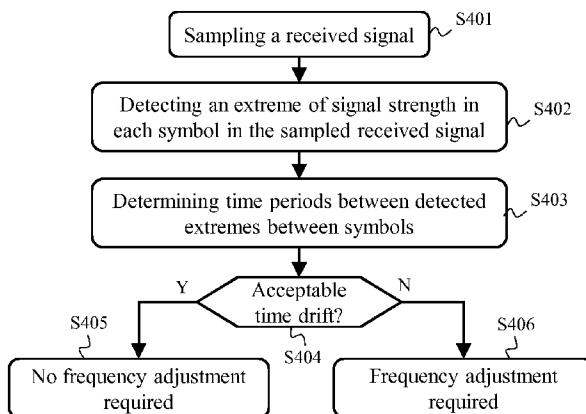 Sampling a received signal
S401
Detecting an extreme of signal strength in
each symbol in the sampled received signal
S402
Determining time periods between detected
extremes between symbols
S403
Y
Acceptable
time drift?
N
S404
S405
No frequency adjustment
required
S406
Frequency adjustment
required